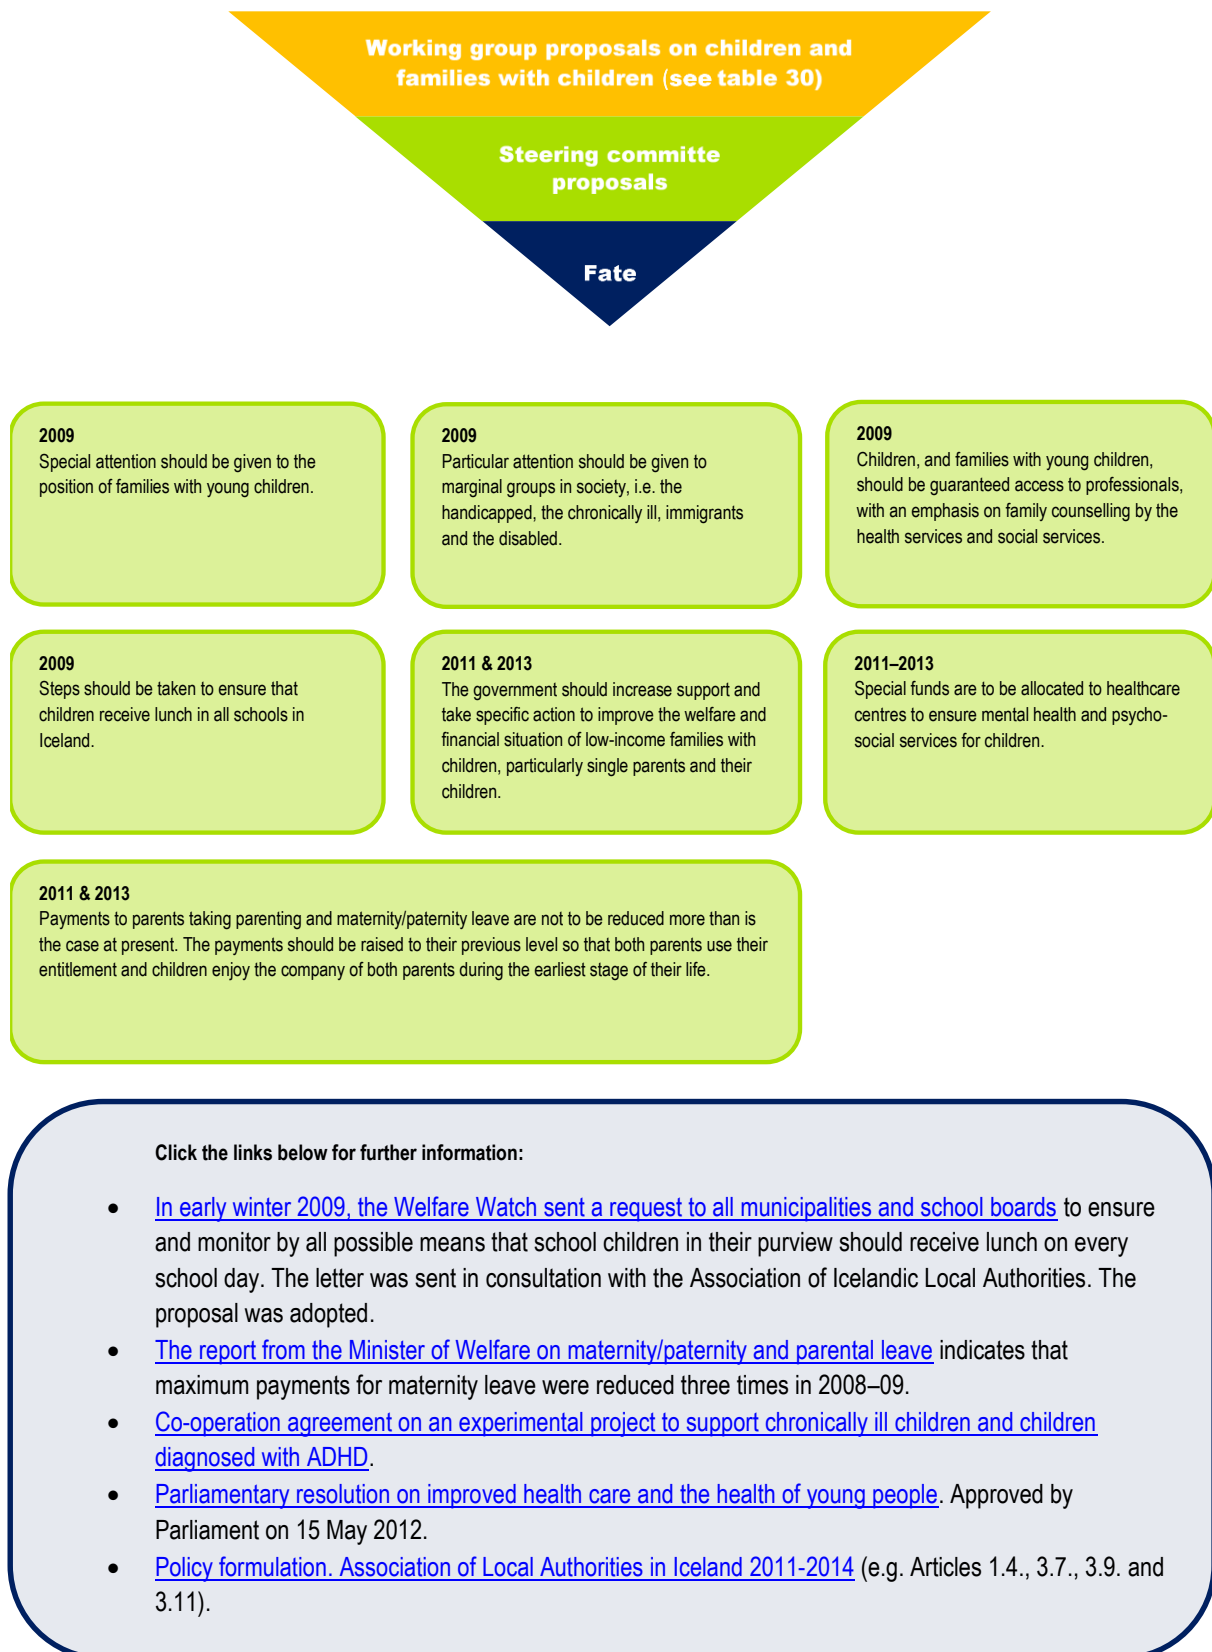 Working group proposals on children and
families with children (see table 30)
Steering committe
proposals
Fate
2009
Special attention should be given to the
position of families with young children.
2009
Particular attention should be given to
marginal groups in society, i.e. the
handicapped, the chronically ill, immigrants
and the disabled.
2009
Children, and families with young children,
should be guaranteed access to professionals,
with an emphasis on family counselling by the
health services and social services.
2009
Steps should be taken to ensure that
children receive lunch in all schools in
Iceland.
2011 & 2013
The government should increase support and
take specific action to improve the welfare and
financial situation of low-income families with
children, particularly single parents and their
children.
2011–2013
Special funds are to be allocated to healthcare
centres to ensure mental health and psycho-
social services for children.
2011 & 2013
Payments to parents taking parenting and maternity/paternity leave are not to be reduced more than is
the case at present. The payments should be raised to their previous level so that both parents use their
entitlement and children enjoy the company of both parents during the earliest stage of their life.
Click the links below for further information:
• In early winter 2009, the Welfare Watch sent a request to all municipalities and school boards to ensure
and monitor by all possible means that school children in their purview should receive lunch on every
school day. The letter was sent in consultation with the Association of Icelandic Local Authorities. The
proposal was adopted.
• The report from the Minister of Welfare on maternity/paternity and parental leave indicates that
maximum payments for maternity leave were reduced three times in 2008–09.
• Co-operation agreement on an experimental project to support chronically ill children and children
diagnosed with ADHD.
• Parliamentary resolution on improved health care and the health of young people. Approved by
Parliament on 15 May 2012.
• Policy formulation. Association of Local Authorities in Iceland 2011-2014 (e.g. Articles 1.4., 3.7., 3.9. and
3.11).